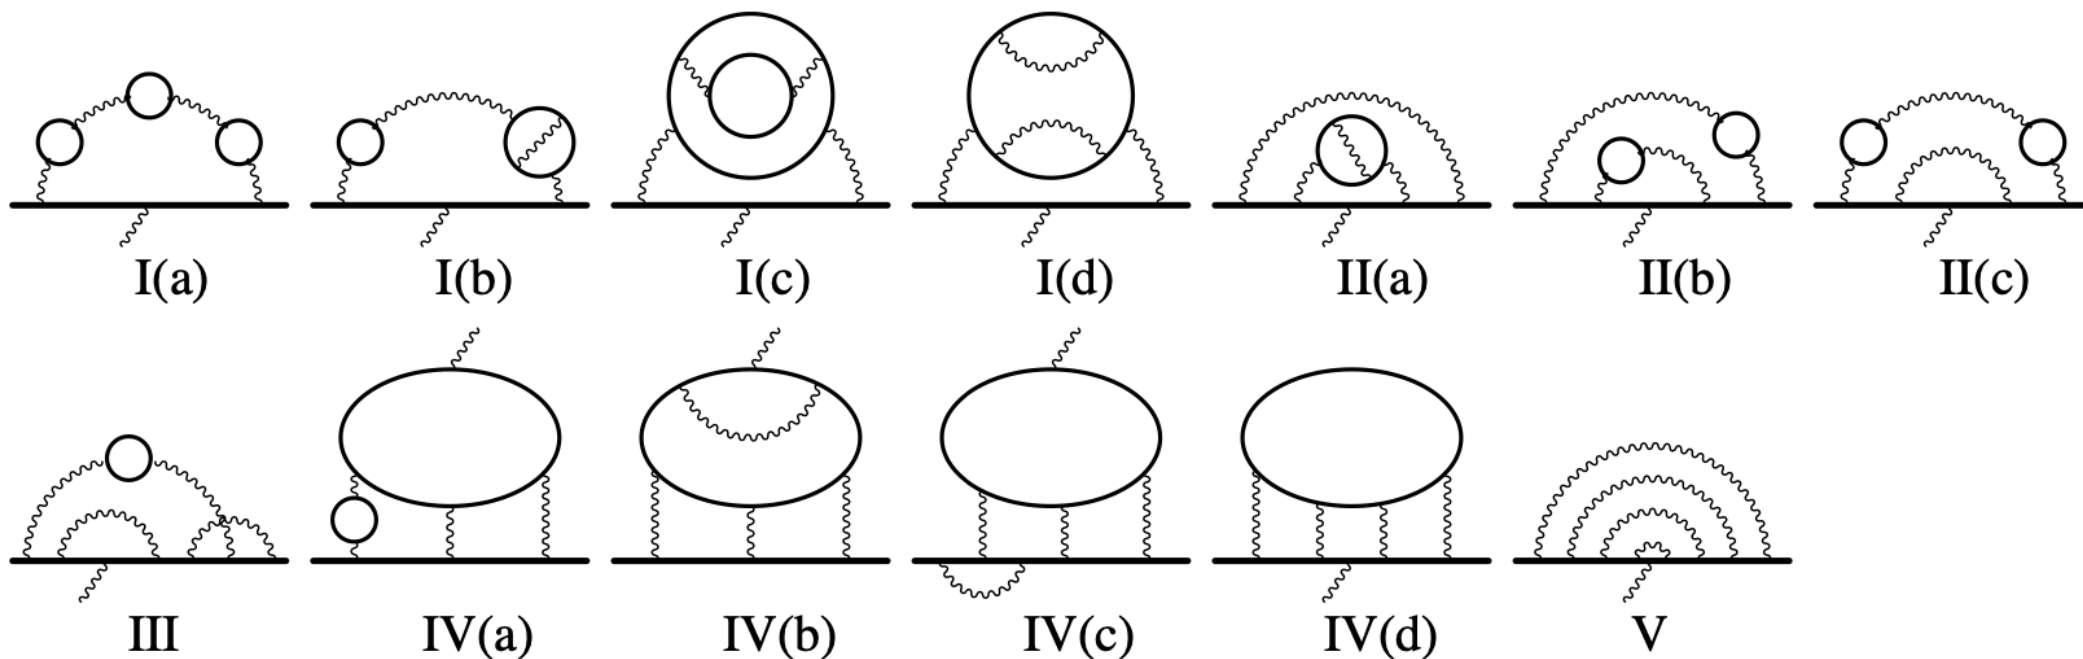 I(a) I(b) I(c) I(d) II(a) II(b) II(c)
III IV(a) IV(b) IV(c) IV(d) V